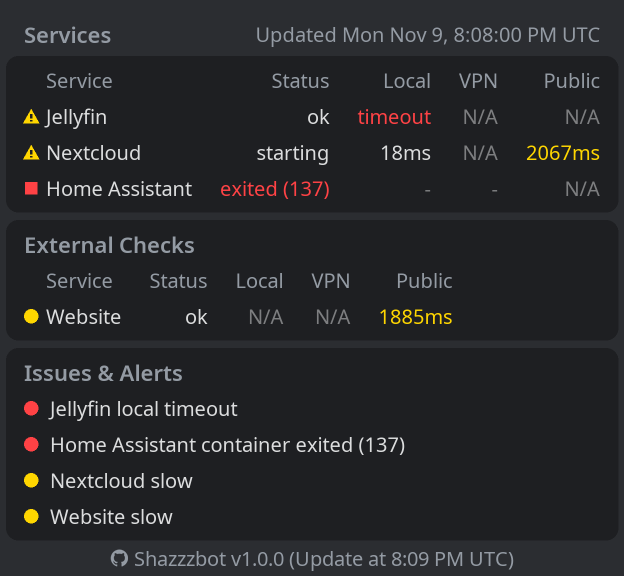 Services Updated Mon Nov 9, 8:08:00 PM UTC
Service Status Local VPN Public
Jellyfin ok timeout N/A N/A
Nextcloud starting 18ms N/A 2067ms
Home Assistant exited (137) - - N/A
External Checks
Service Status Local VPN Public
Website ok N/A N/A 1885ms
Issues & Alerts
Jellyfin local timeout
Home Assistant container exited (137)
Nextcloud slow
Website slow
Shazzzbot v1.0.0 (Update at 8:09 PM UTC)